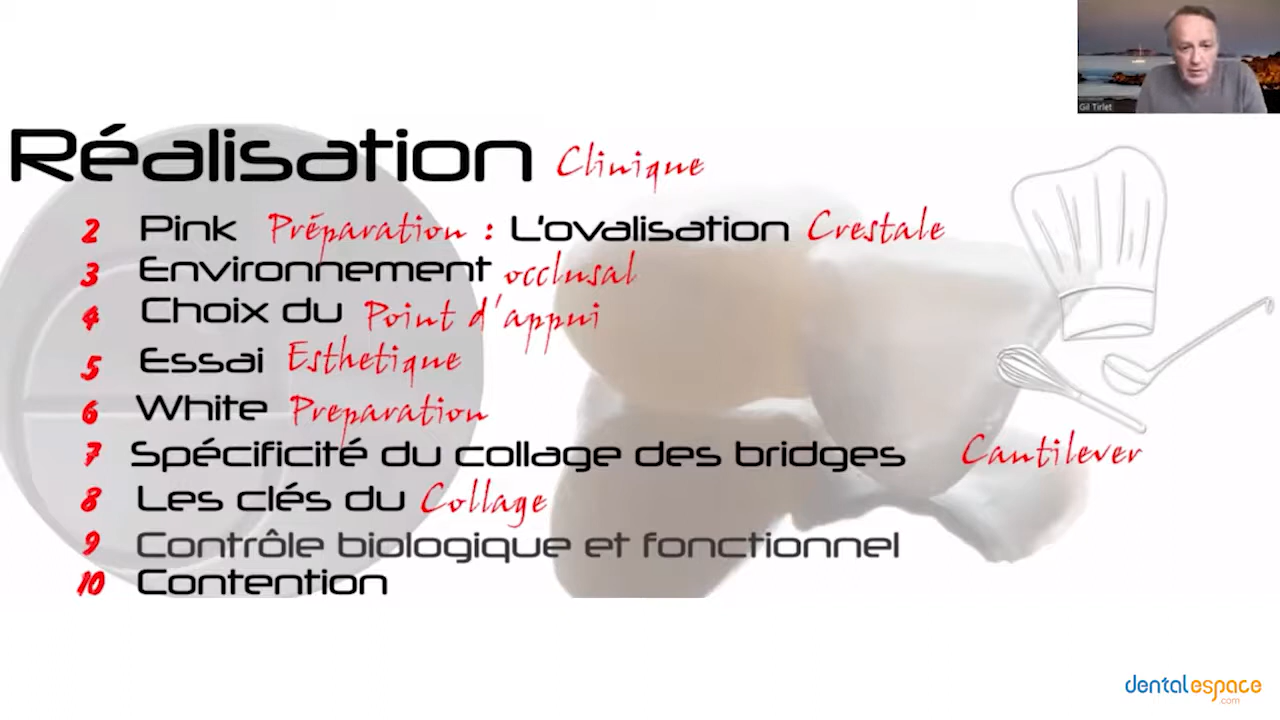 Gil Tirlet
Réalisation Clinique
2 Pink Préparation : L'ovalisation Crestale
3 Environnement occlusal
4 Choix du Point d'appui
5 Essai Esthetique
6 White Preparation
7 Spécificité du collage des bridges Cantilever
8 Les clés du Collage
9 Contrôle biologique et fonctionnel
10 Contention
dentalespace
.com